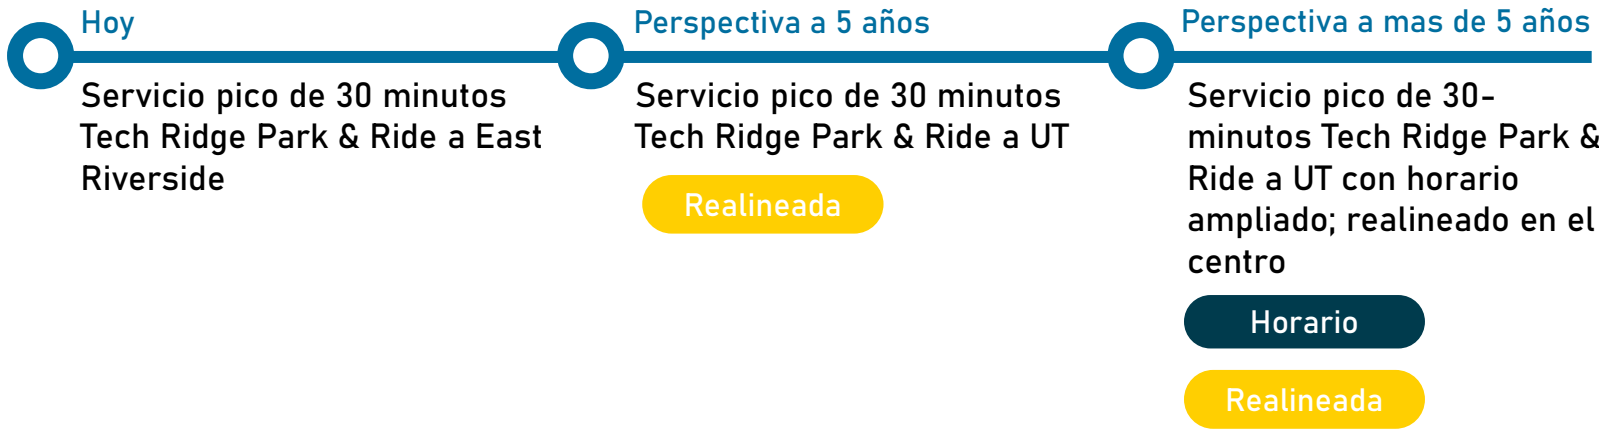 Hoy
Servicio pico de 30 minutos
Tech Ridge Park & Ride a East
Riverside
Perspectiva a 5 años
Servicio pico de 30 minutos
Tech Ridge Park & Ride a UT
Realineada
Perspectiva a mas de 5 años
Servicio pico de 30-
minutos Tech Ridge Park &
Ride a UT con horario
ampliado; realineado en el
centro
Horario
Realineada